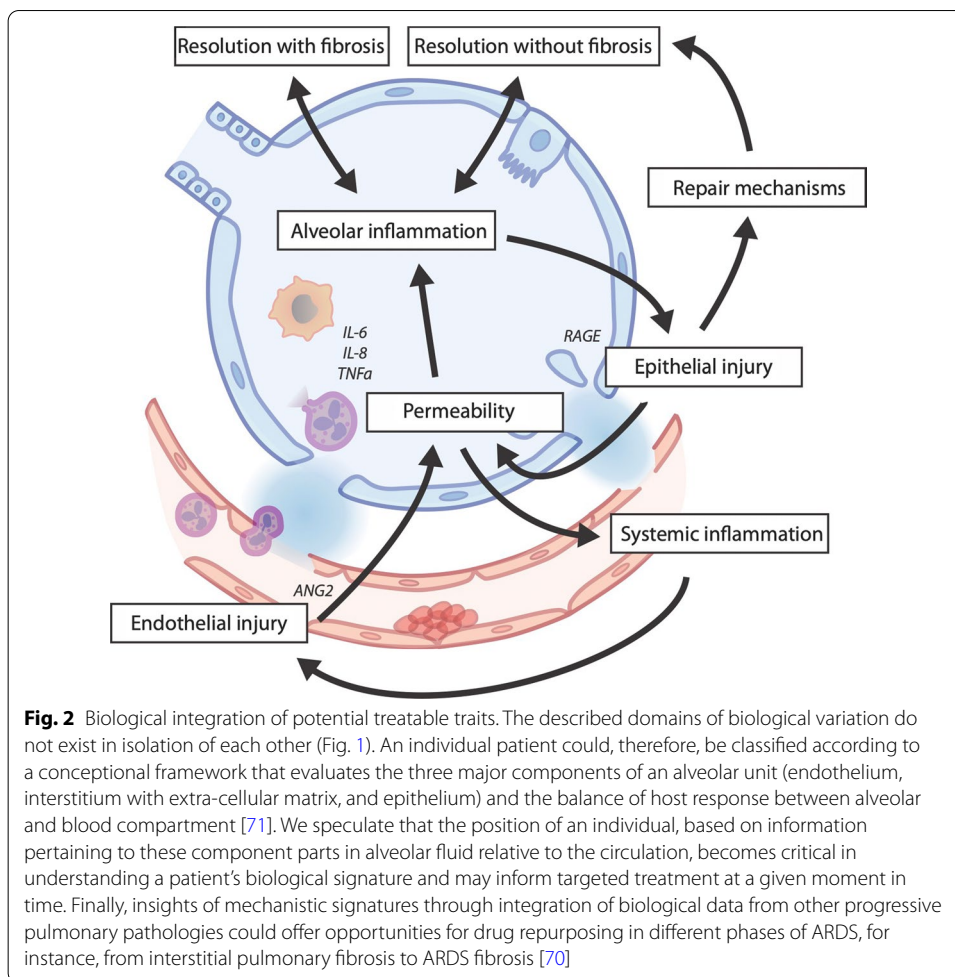 Resolution with fibrosis
Resolution without fibrosis
Repair mechanisms
Alveolar inflammation
IL-6
IL-8
TNFa
RAGE
Epithelial injury
Permeability
Systemic inflammation
ANG2
Endothelial injury
Fig. 2 Biological integration of potential treatable traits. The described domains of biological variation do
not exist in isolation of each other (Fig. 1). An individual patient could, therefore, be classified according to
a conceptual framework that evaluates the three major components of an alveolar unit (endothelium,
interstitium with extra-cellular matrix, and epithelium) and the balance of host response between alveolar
and blood compartment [71]. We speculate that the position of an individual, based on information
pertaining to these component parts in alveolar fluid relative to the circulation, becomes critical in
understanding a patient's biological signature and may inform targeted treatment at a given moment in
time. Finally, insights of mechanistic signatures through integration of biological data from other progressive
pulmonary pathologies could offer opportunities for drug repurposing in different phases of ARDS, for
instance, from interstitial pulmonary fibrosis to ARDS fibrosis [70]